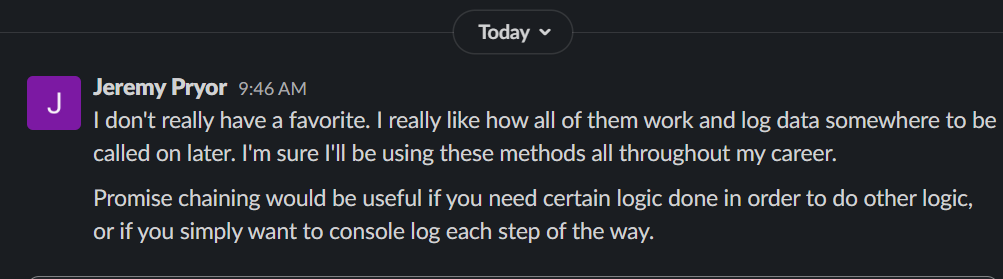 Today
J
Jeremy Pryor 9:46 AM
I don't really have a favorite. I really like how all of them work and log data somewhere to be
called on later. I'm sure I'll be using these methods all throughout my career.
Promise chaining would be useful if you need certain logic done in order to do other logic,
or if you simply want to console log each step of the way.